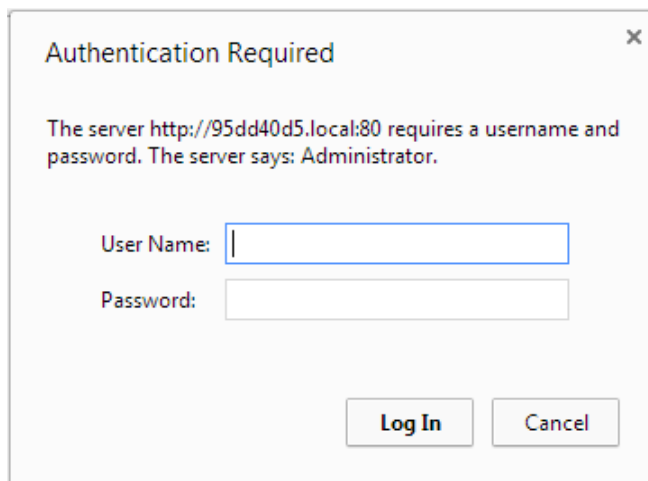 Authentication Required
The server http://95dd40d5.local:80 requires a username and
password. The server says: Administrator.
User Name:
Password:
Log In
Cancel